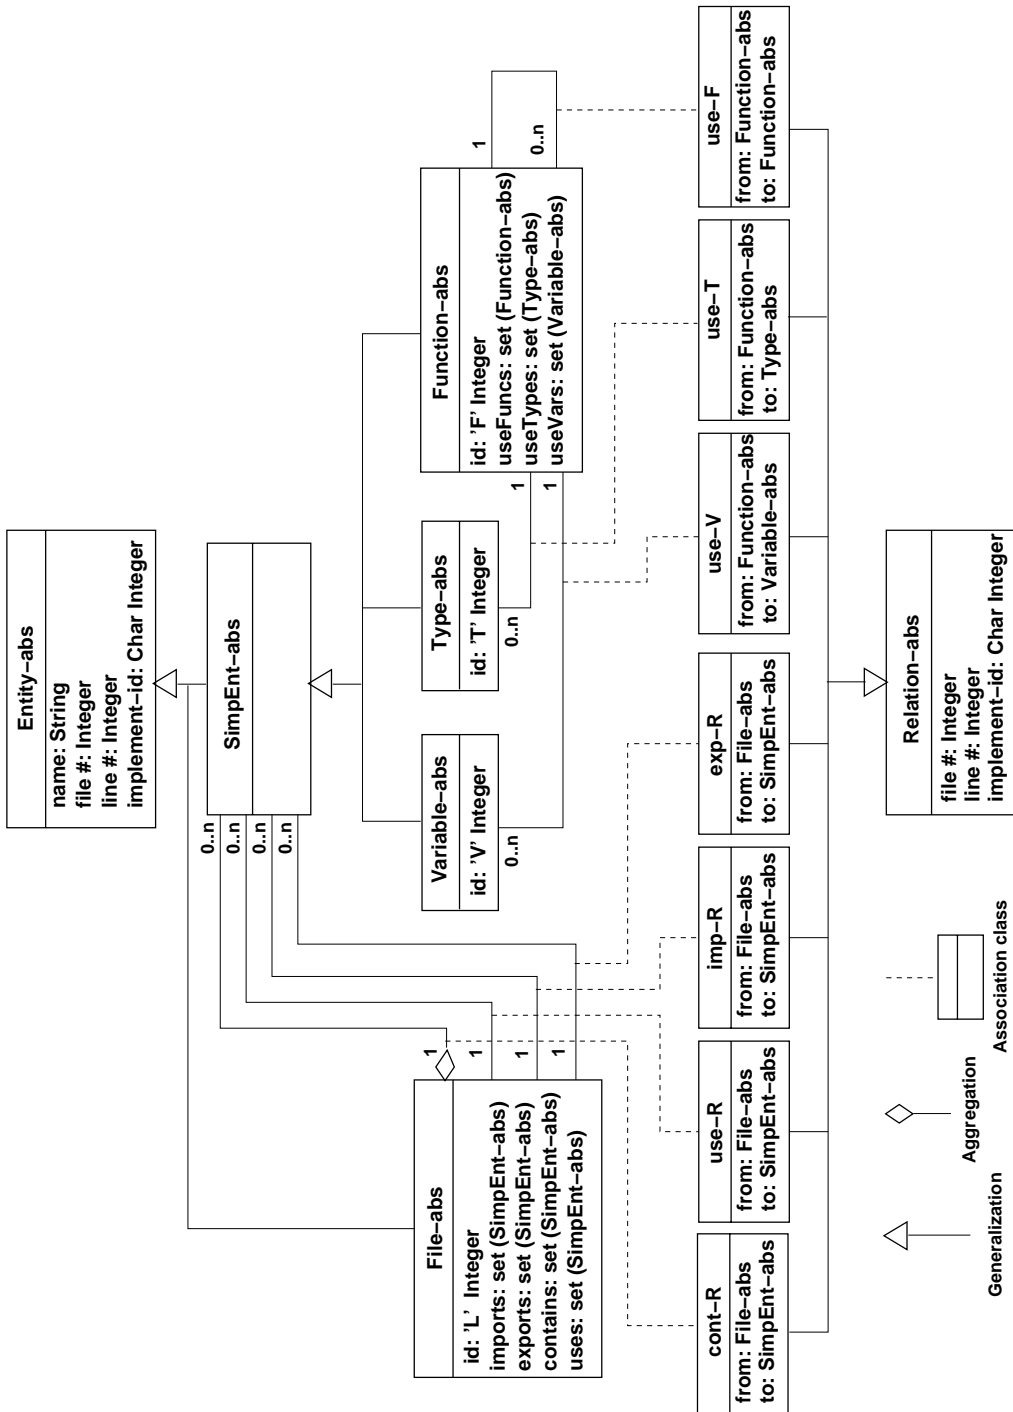 Entity–abs
name: String
file #: Integer
line #: Integer
implement–id: Char Integer
SimpEnt–abs
0..n
0..n
0..n
0..n
File–abs
id: 'L' Integer
imports: set (SimpEnt–abs)
exports: set (SimpEnt–abs)
contains: set (SimpEnt–abs)
uses: set (SimpEnt–abs)
1
1
1
1
Variable–abs
id: 'V' Integer
0..n
Type–abs
id: 'T' Integer
0..n
Function–abs
id: 'F' Integer
useFuncs: set (Function–abs)
useTypes: set (Type–abs)
useVars: set (Variable–abs)
1
1
1
0..n
cont–R
from: File–abs
to: SimpEnt–abs
use–R
from: File–abs
to: SimpEnt–abs
imp–R
from: File–abs
to: SimpEnt–abs
exp–R
from: File–abs
to: SimpEnt–abs
use–V
from: Function–abs
to: Variable–abs
use–T
from: Function–abs
to: Type–abs
use–F
from: Function–abs
to: Function–abs
Relation–abs
file #: Integer
line #: Integer
implement–id: Char Integer
Generalization
Aggregation
Association class